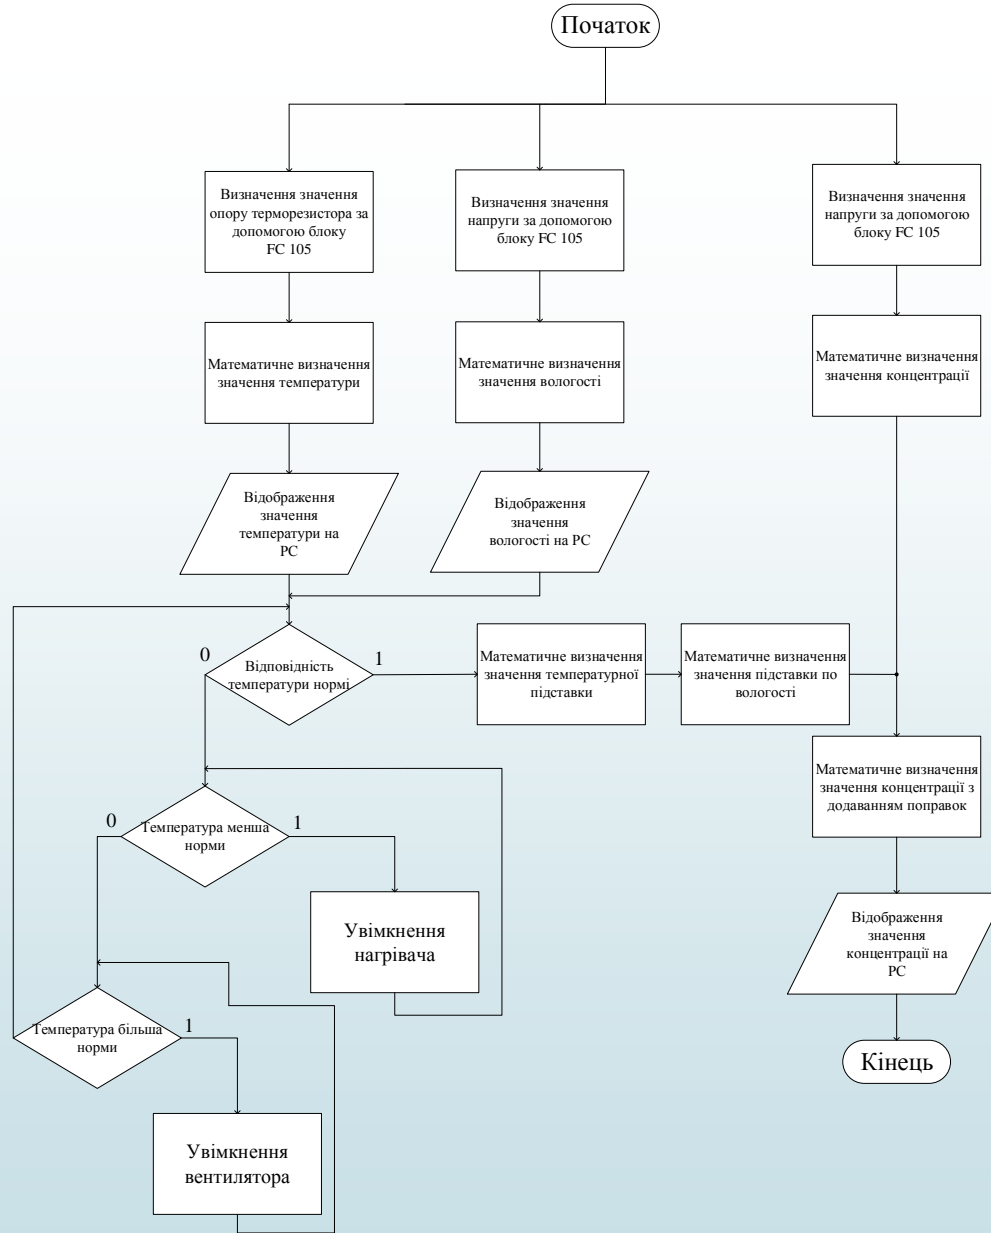 Початок
Визначення значення
опору терморезистора за
допомогою блоку
FC 105
Визначення значення
напруги за допомогою
блоку FC 105
Визначення значення
напруги за допомогою
блоку FC 105
Математичне визначення
значення температури
Математичне визначення
значення вологості
Математичне визначення
значення концентрації
Відображення
значення
температури на
PC
Відображення
значення
вологості на PC
0
Відповідність
температури нормі
1
Математичне визначення
значення температурної
підставки
Математичне визначення
значення підставки по
вологості
Математичне визначення
значення концентрації з
додаванням поправок
0
Температура менша
норми
1
Увімкнення
нагрівача
Відображення
значення
концентрації на
PC
Температура більша
норми
1
Кінець
Увімкнення
вентилятора